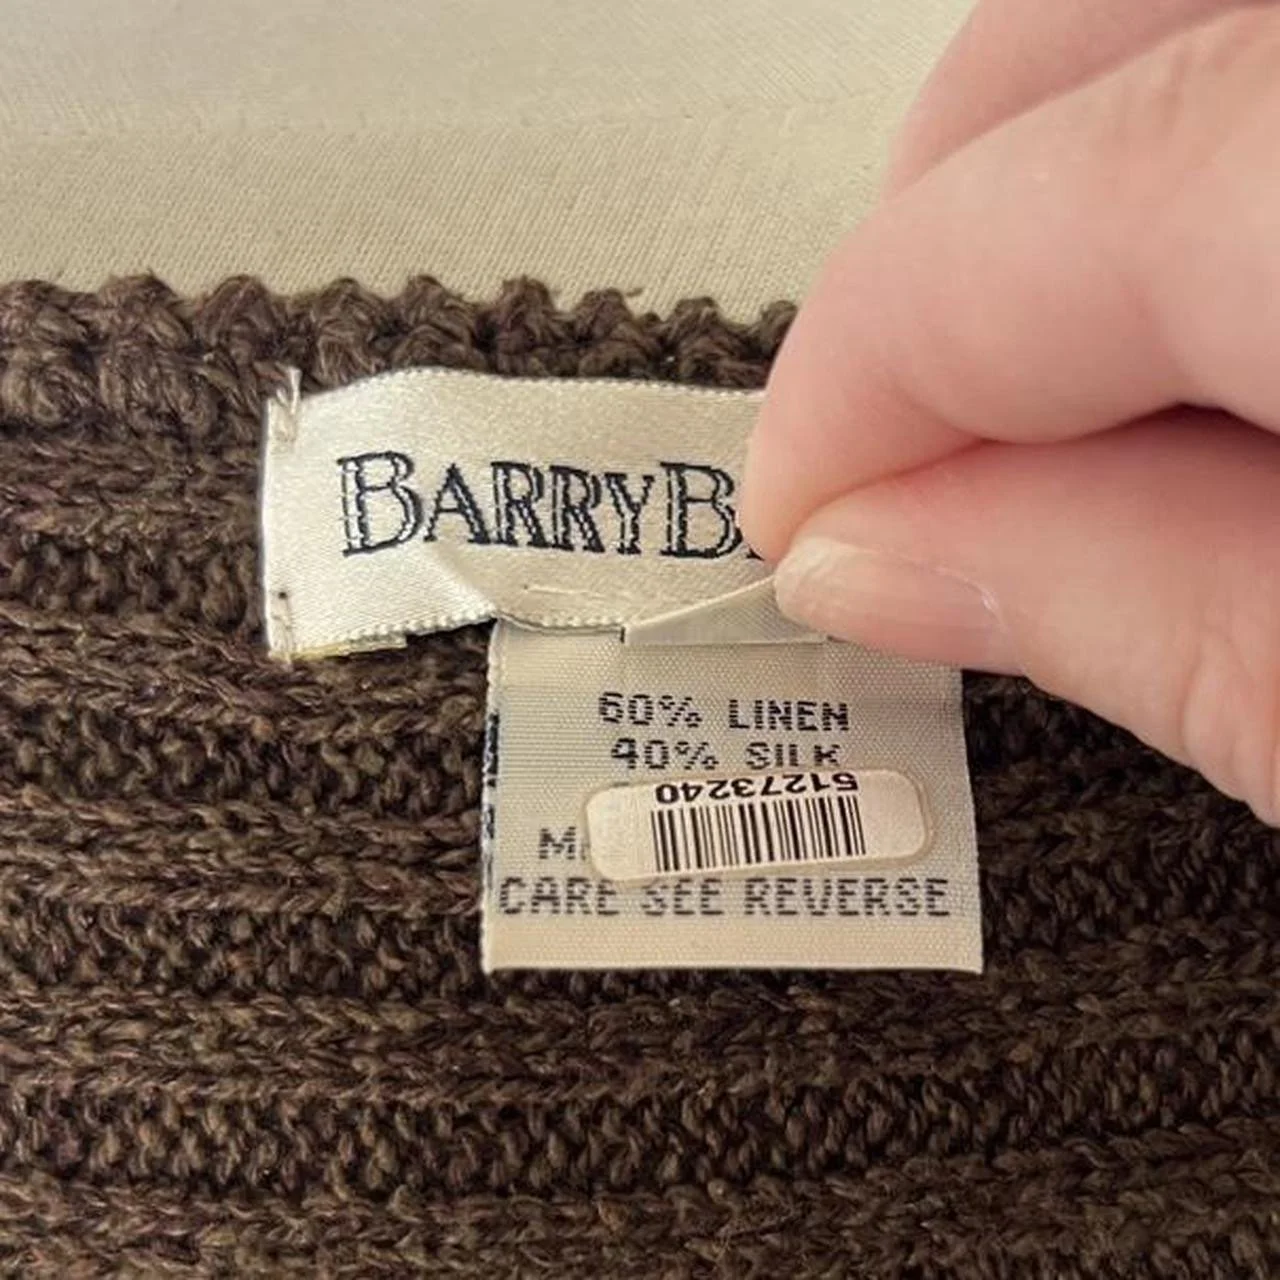 BARRYB
60% LINEN
40% SILK
51273240
M
CARE SEE REVERSE